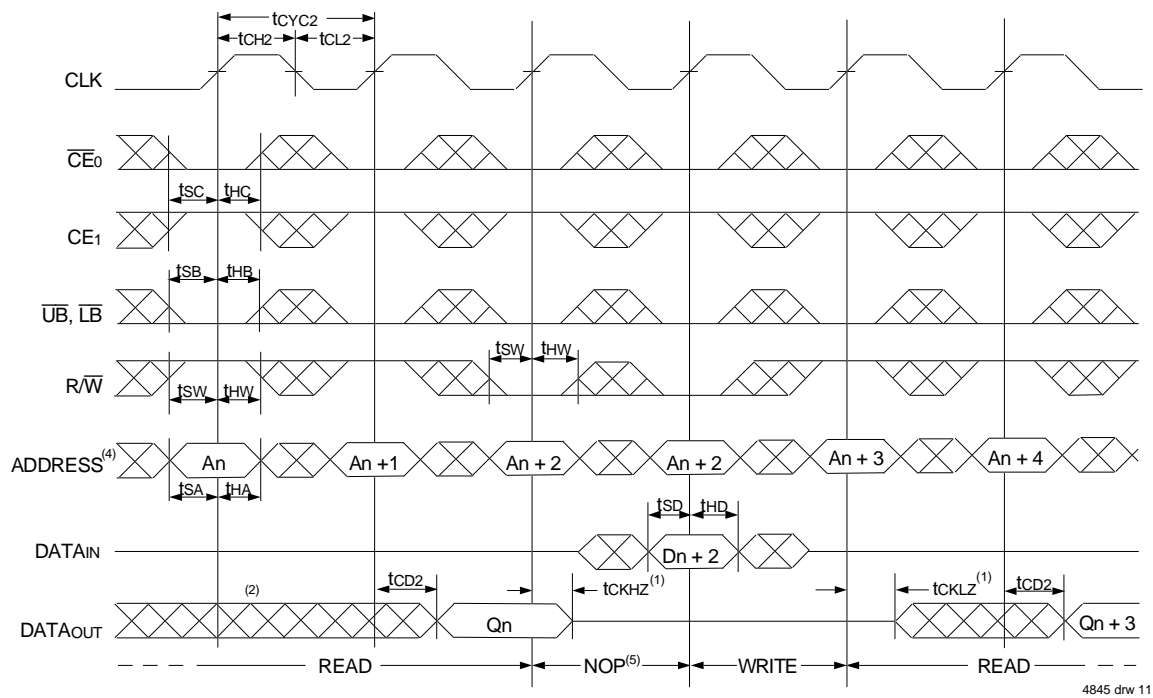 tCYC2
tCH2 tCL2
CLK
CE0
tSC tHC
CE1
tSB tHB
UB, LB
tSW tHW
R/W
tSW tHW
ADDRESS(4) An An +1 An + 2 An + 2 An + 3 An + 4
tSA tHA
tSD tHD
DATAIN Dn + 2
(2) tCD2 tCKHZ(1) tCKLZ(1) tCD2
DATAOUT Qn Qn + 3
READ NOP(5) WRITE READ
4845 drw 11